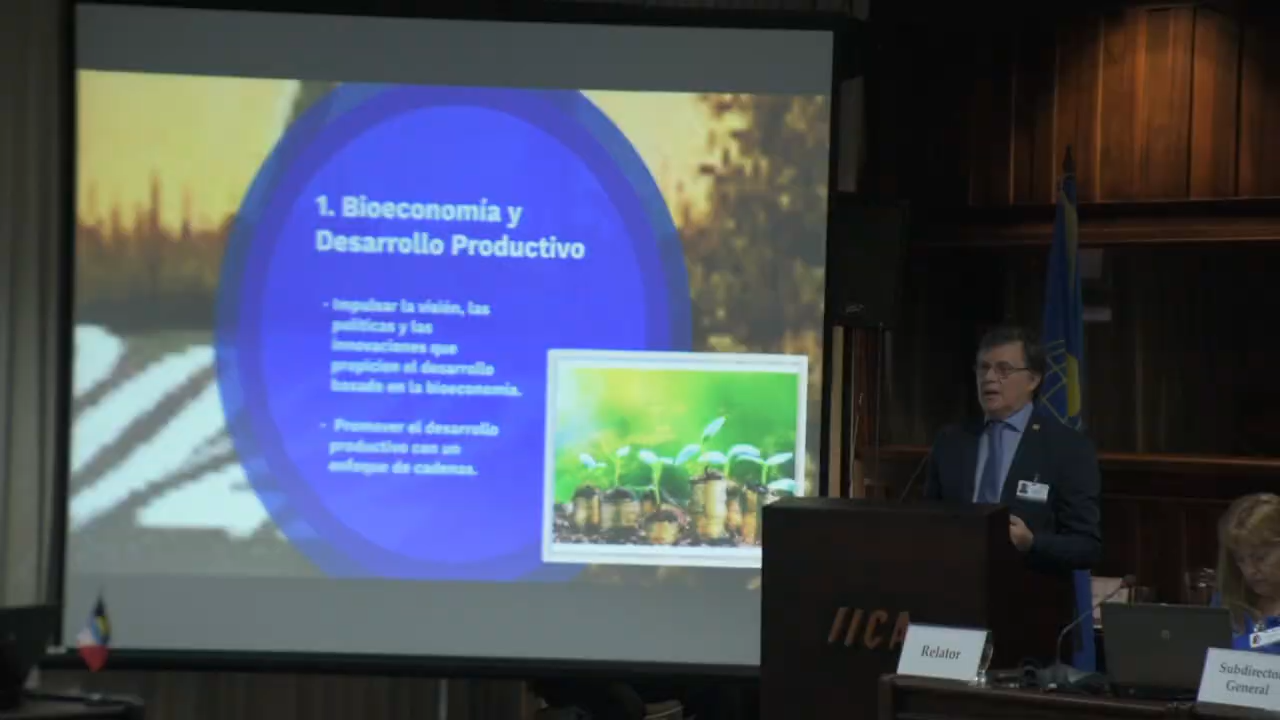 1. Bioeconomía y
Desarrollo Productivo
- Impulsar la visión, las
políticas y las
innovaciones que
propicien el desarrollo
basado en la bioeconomía.
- Promover el desarrollo
productivo con un
enfoque de cadenas.
IICA
Relator
Subdirecto
General